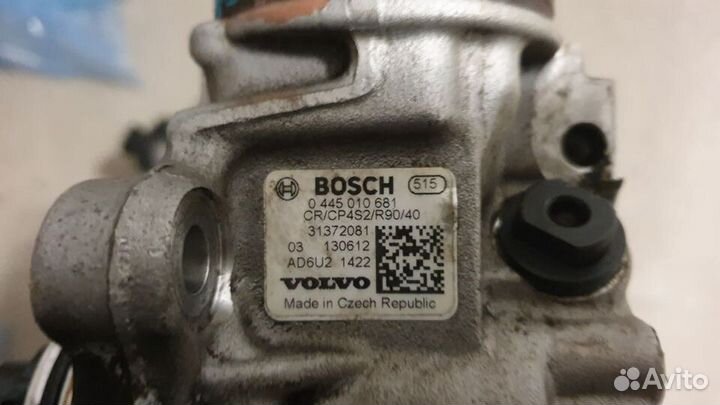 BOSCH 515
0 445 010 681
CR/CP4S2/R90/40
31372081
03 130612
AD6U2 1422
VOLVO
Made in Czech Republic
Avito